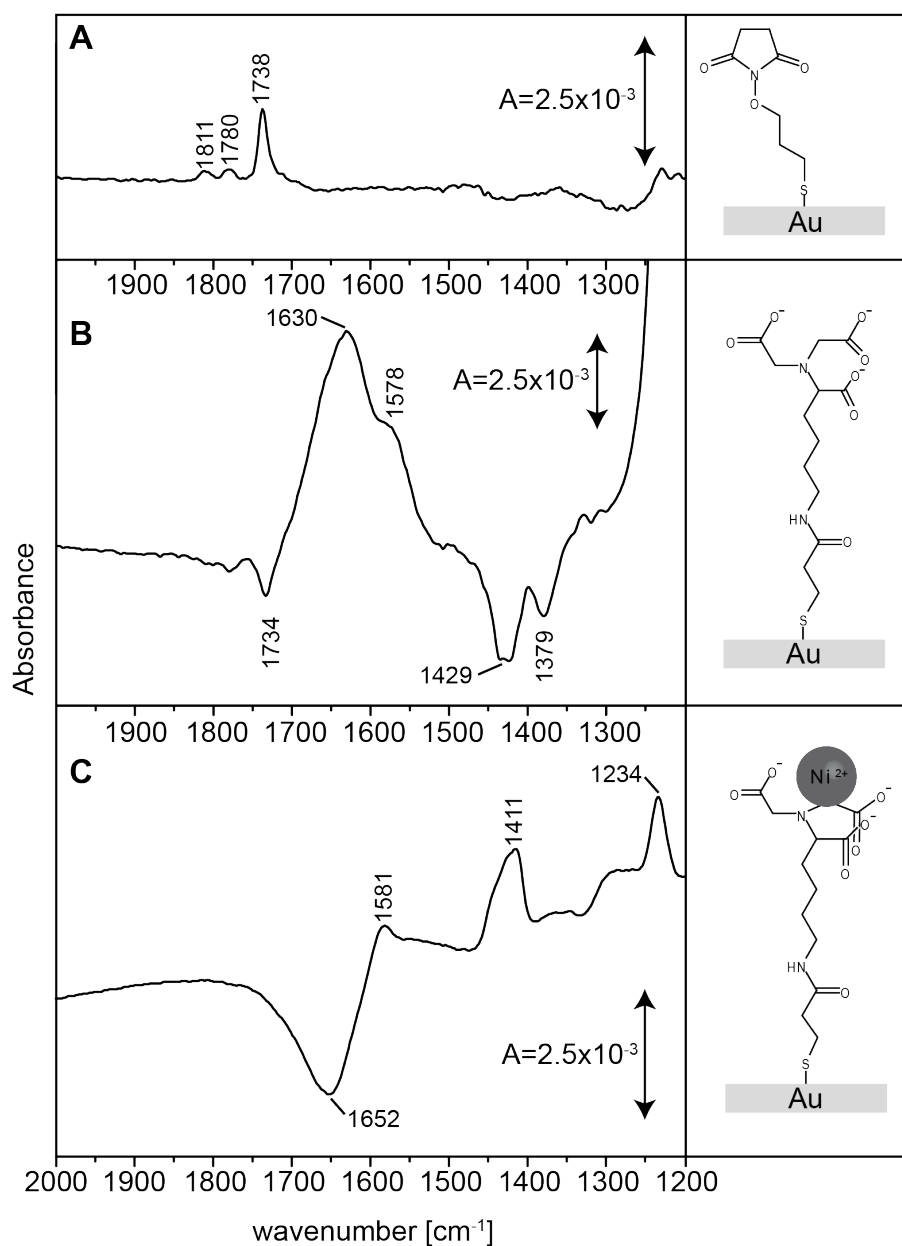 A
1811
1780
1738
A=2.5x10-3
O
N
O
O
S
Au
1900 1800 1700 1600 1500 1400 1300
B
1630
1578
A=2.5x10-3
1734
1429
1379
O
O-
O-
O
N
O-
O
HN
O
S
Au
Absorbance
1900 1800 1700 1600 1500 1400 1300
C
1581
1411
1234
A=2.5x10-3
1652
Ni 2+
O
O-
O-
N
O-
O
O
HN
O
S
Au
2000 1900 1800 1700 1600 1500 1400 1300 1200
wavenumber [cm-1]